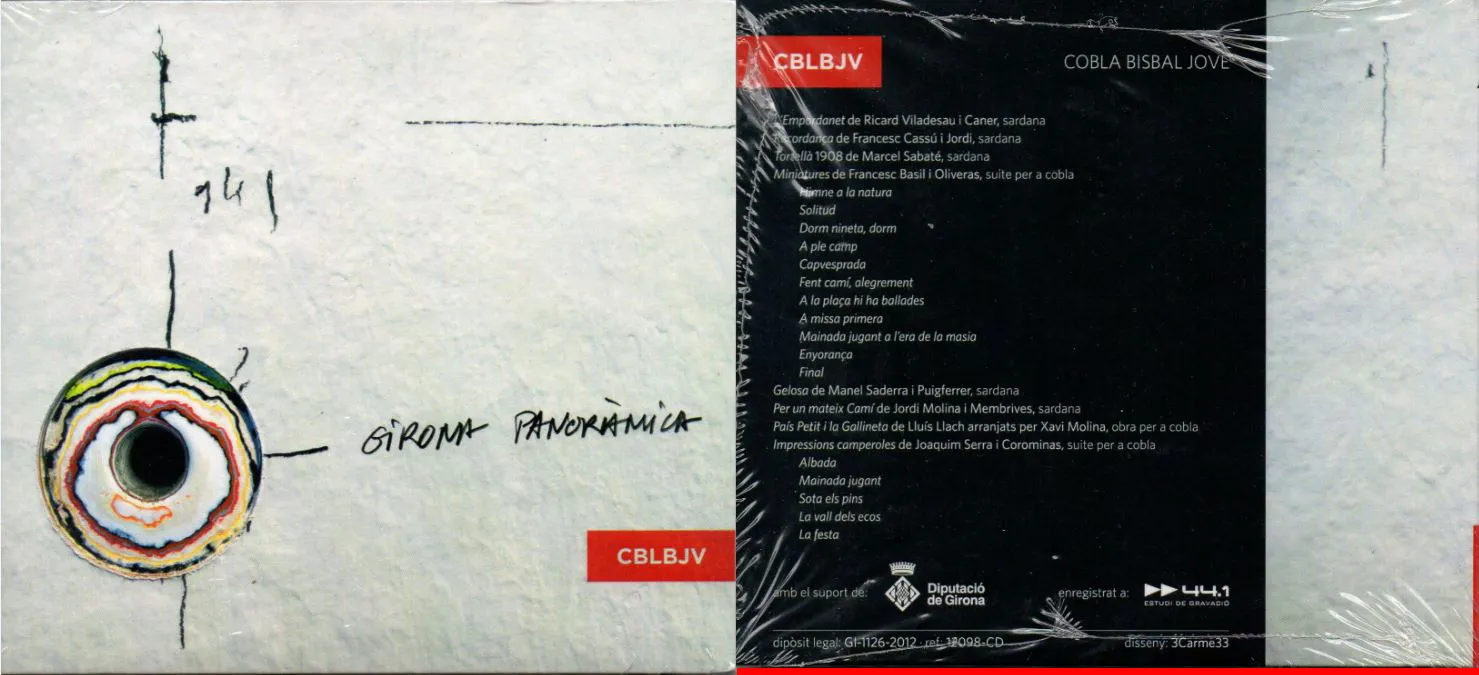 GIRONA PANORÀMICA
CBLBJV
CBLBJV
COBLA BISBAL JOVE
L'Empordanet de Ricard Viladesau i Caner, sardana
Recordança de Francesc Cassú i Jordi, sardana
Tortellà 1908 de Marcel Sabaté, sardana
Miniatures de Francesc Basil i Oliveras, suite per a cobla
Himne a la natura
Solitud
Dorm nineta, dorm
A ple camp
Capvesprada
Fent camí, alegrement
A la plaça hi ha ballades
A missa primera
Mainada jugant a l'era de la masia
Enyorança
Final
Gelosa de Manel Saderra i Puigferrer, sardana
Per un mateix Camí de Jordi Molina i Membrives, sardana
País Petit i la Gallineta de Lluís Llach arranjats per Xavi Molina, obra per a cobla
Impressions camperoles de Joaquim Serra i Corominas, suite per a cobla
Albada
Mainada jugant
Sota els pins
La vall dels ecos
La festa
amb el suport de:
Diputació
de Girona
enregistrat a:
44.1
ESTUDI DE GRAVACIÓ
dipòsit legal: GI-1126-2012 ref: 12098-CD
disseny: 3Carme33